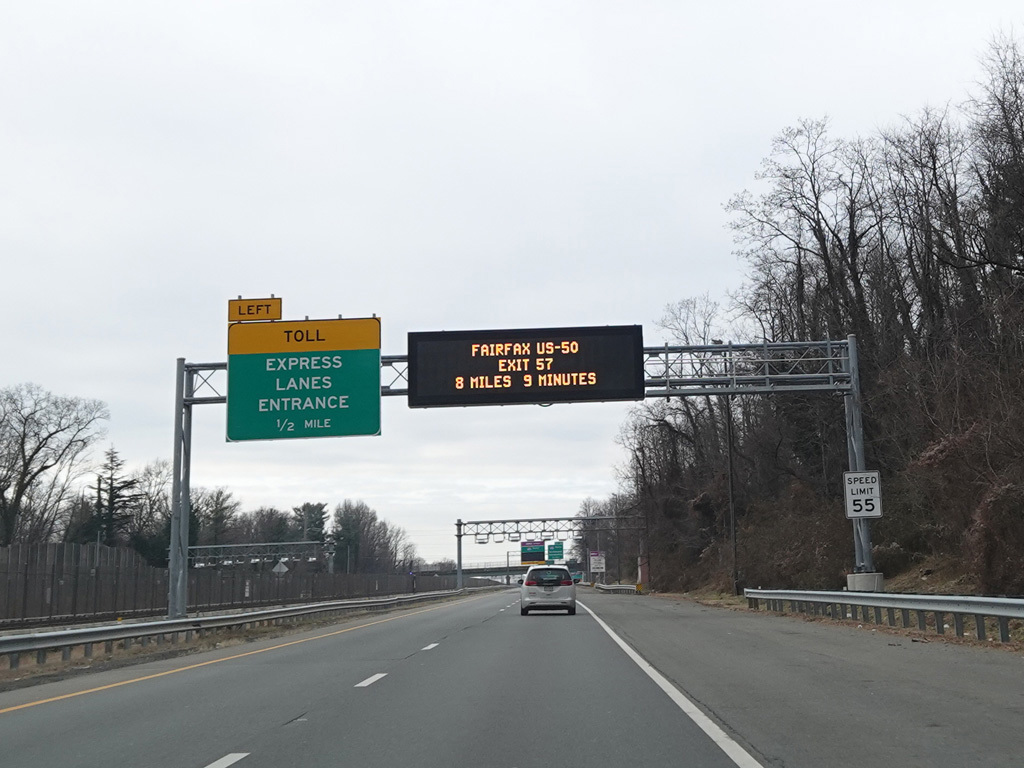 LEFT
TOLL
EXPRESS
LANES
ENTRANCE
1/2 MILE
FAIRFAX US-50
EXIT 57
8 MILES 9 MINUTES
SPEED
LIMIT
55